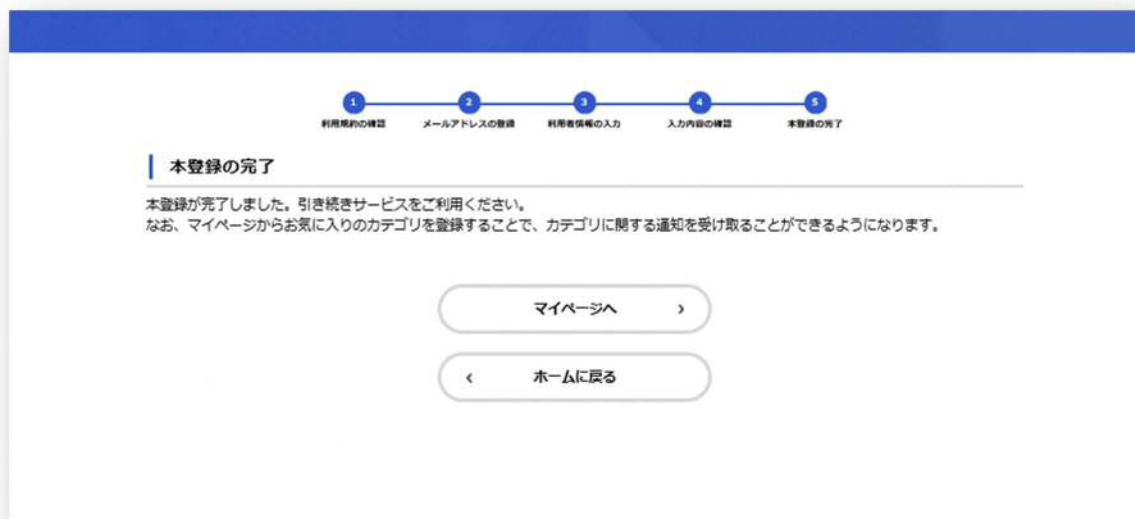 1 2 3 4 5
利用規約の確認 メールアドレスの登録 利用者情報の入力 入力内容の確認 本登録の完了
本登録の完了
本登録が完了しました。引き続きサービスをご利用ください。
なお、マイページからお気に入りのカテゴリを登録することで、カテゴリに関する通知を受け取ることができるようになります。
マイページへ ›
‹ ホームに戻る